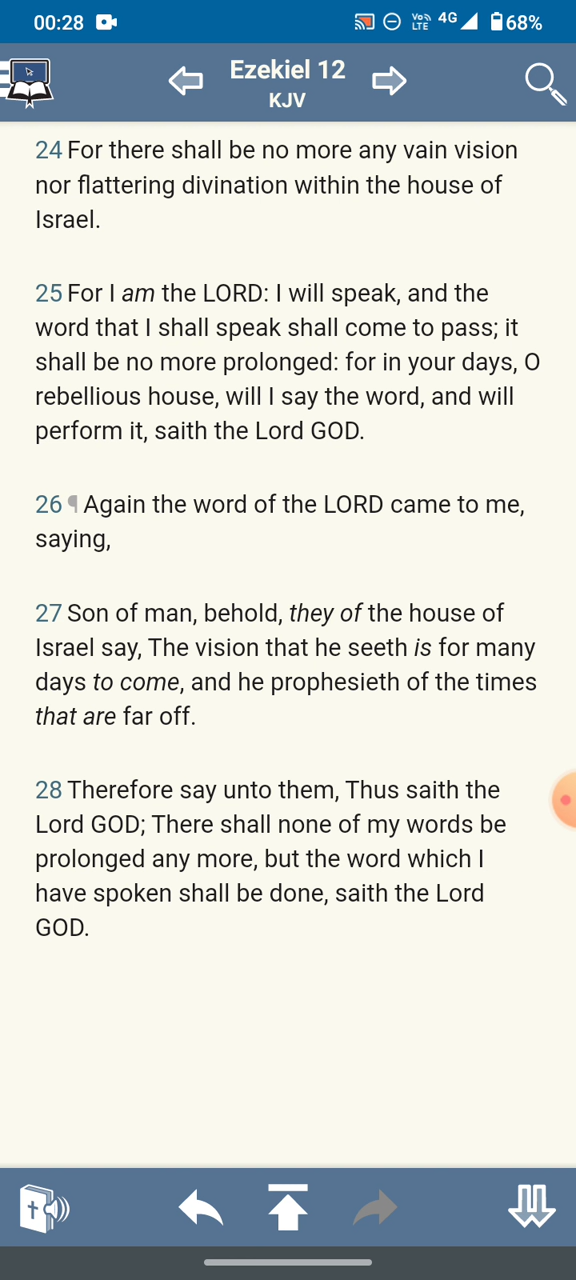 00:28
Vo LTE 4G 68%
Ezekiel 12
KJV
24 For there shall be no more any vain vision
nor flattering divination within the house of
Israel.
25 For I am the LORD: I will speak, and the
word that I shall speak shall come to pass; it
shall be no more prolonged: for in your days, O
rebellious house, will I say the word, and will
perform it, saith the Lord GOD.
26 ¶ Again the word of the LORD came to me,
saying,
27 Son of man, behold, they of the house of
Israel say, The vision that he seeth is for many
days to come, and he prophesieth of the times
that are far off.
28 Therefore say unto them, Thus saith the
Lord GOD; There shall none of my words be
prolonged any more, but the word which I
have spoken shall be done, saith the Lord
GOD.